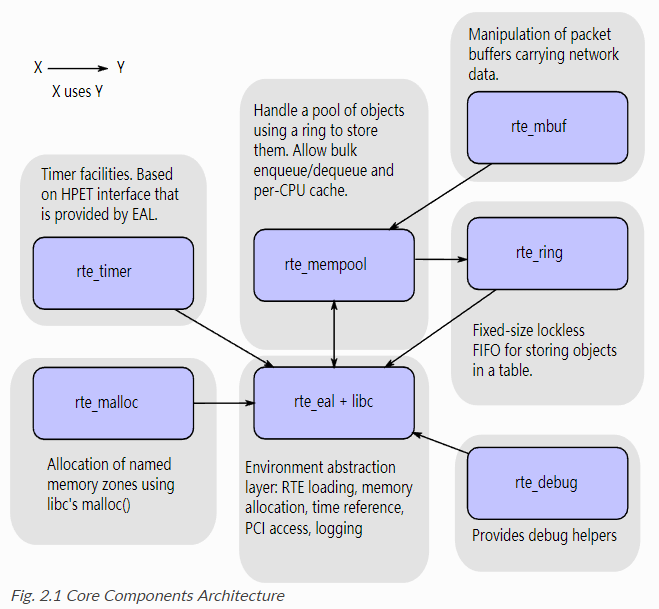 X
Y
X uses Y
Manipulation of packet
buffers carrying network
data.
rte_mbuf
Handle a pool of objects
using a ring to store
them. Allow bulk
enqueue/dequeue and
per-CPU cache.
rte_mempool
Timer facilities. Based
on HPET interface that
is provided by EAL.
rte_timer
rte_ring
Fixed-size lockless
FIFO for storing objects
in a table.
rte_malloc
Allocation of named
memory zones using
libc's malloc()
rte_eal + libc
Environment abstraction
layer: RTE loading, memory
allocation, time reference,
PCI access, logging
rte_debug
Provides debug helpers
Fig. 2.1 Core Components Architecture